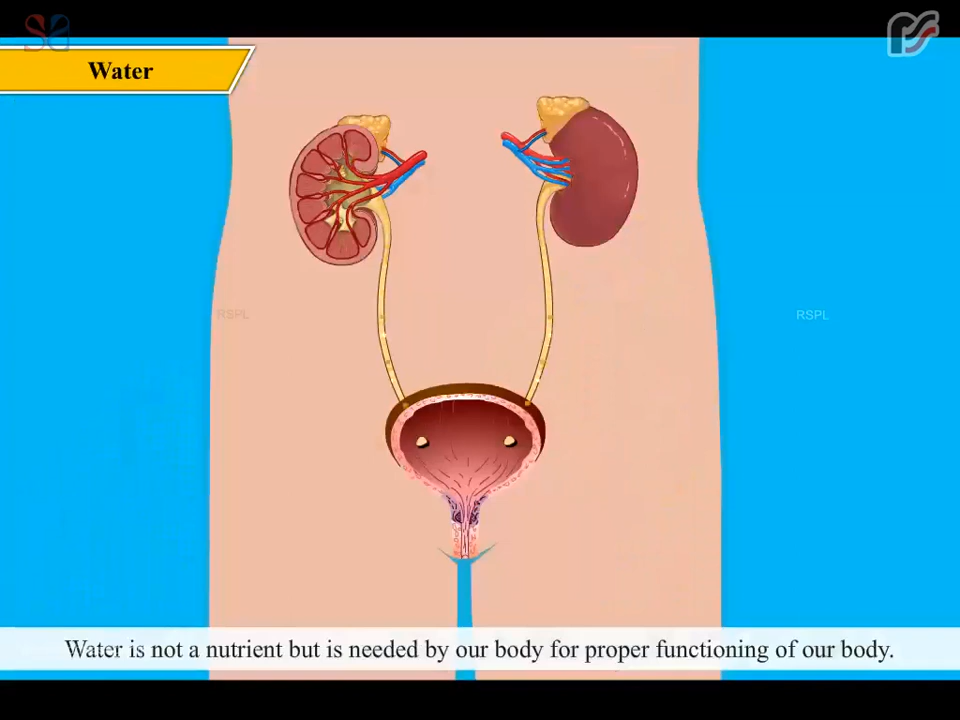 Water
RSPL
RSPL
Water is not a nutrient but is needed by our body for proper functioning of our body.